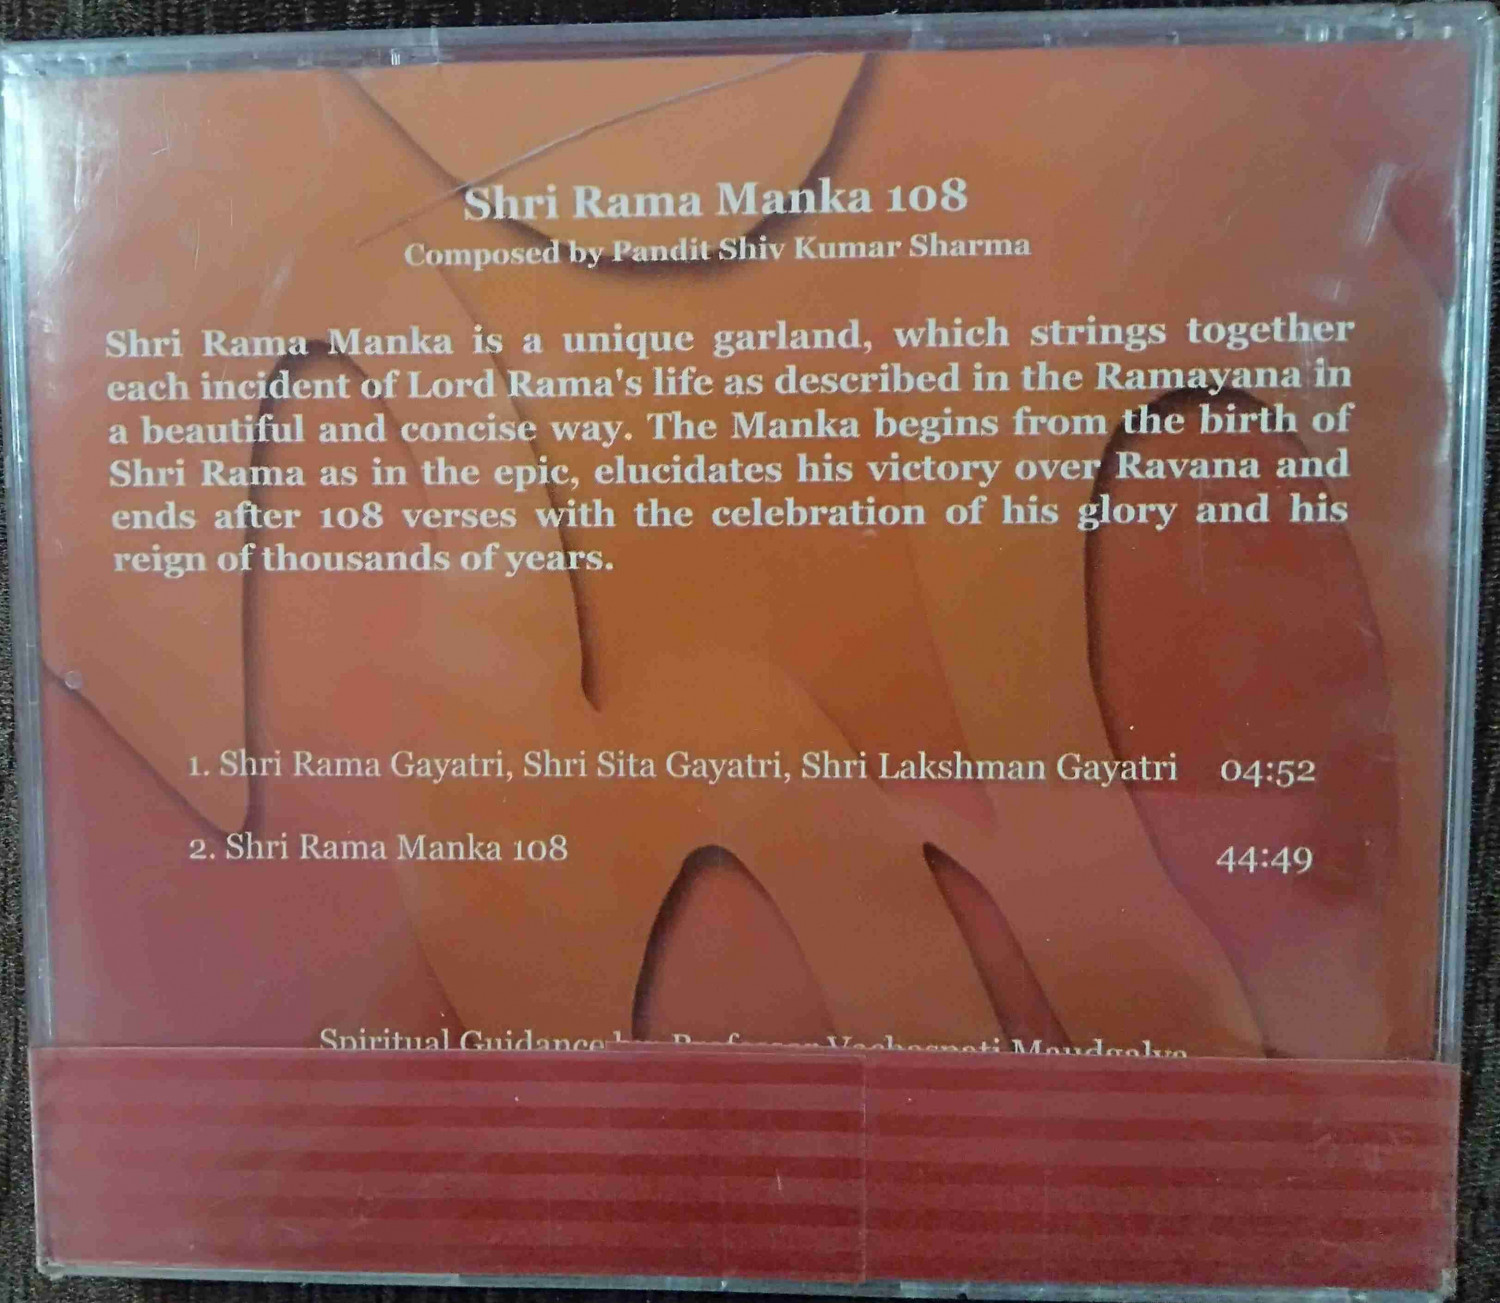 Shri Rama Manka 108
Composed by Pandit Shiv Kumar Sharma
Shri Rama Manka is a unique garland, which strings together
each incident of Lord Rama's life as described in the Ramayana in
a beautiful and concise way. The Manka begins from the birth of
Shri Rama as in the epic, elucidates his victory over Ravana and
ends after 108 verses with the celebration of his glory and his
reign of thousands of years.
1. Shri Rama Gayatri, Shri Sita Gayatri, Shri Lakshman Gayatri 04:52
2. Shri Rama Manka 108 44:49
Spiritual Guidance